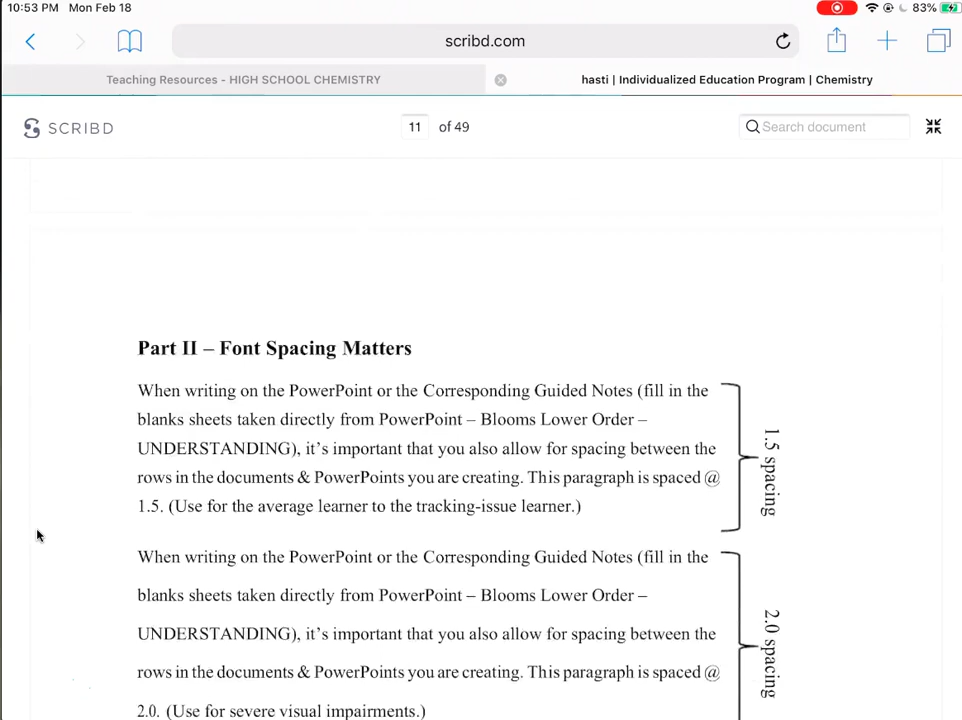 10:53 PM Mon Feb 18
83%
scribd.com
Teaching Resources - HIGH SCHOOL CHEMISTRY
hasti | Individualized Education Program | Chemistry
SCRIBD
11 of 49
Search document
Part II – Font Spacing Matters
When writing on the PowerPoint or the Corresponding Guided Notes (fill in the
blanks sheets taken directly from PowerPoint – Blooms Lower Order –
UNDERSTANDING), it's important that you also allow for spacing between the
rows in the documents & PowerPoints you are creating. This paragraph is spaced @
1.5. (Use for the average learner to the tracking-issue learner.)
1.5 spacing
When writing on the PowerPoint or the Corresponding Guided Notes (fill in the
blanks sheets taken directly from PowerPoint – Blooms Lower Order –
UNDERSTANDING), it's important that you also allow for spacing between the
rows in the documents & PowerPoints you are creating. This paragraph is spaced @
2.0. (Use for severe visual impairments.)
2.0 spacing